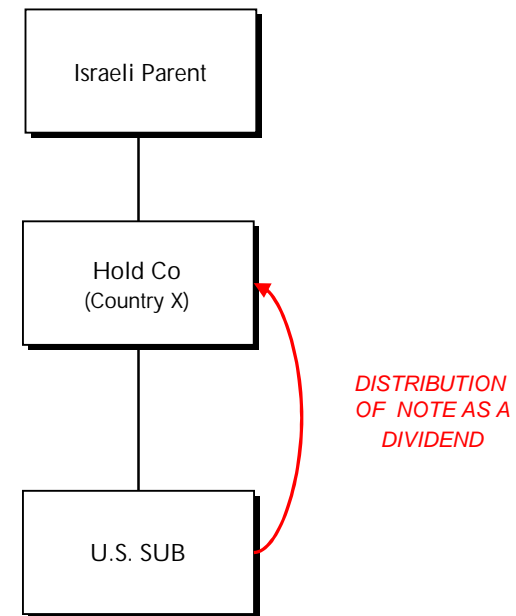 Israeli Parent
Hold Co
(Country X)
DISTRIBUTION
OF NOTE AS A
DIVIDEND
U.S. SUB